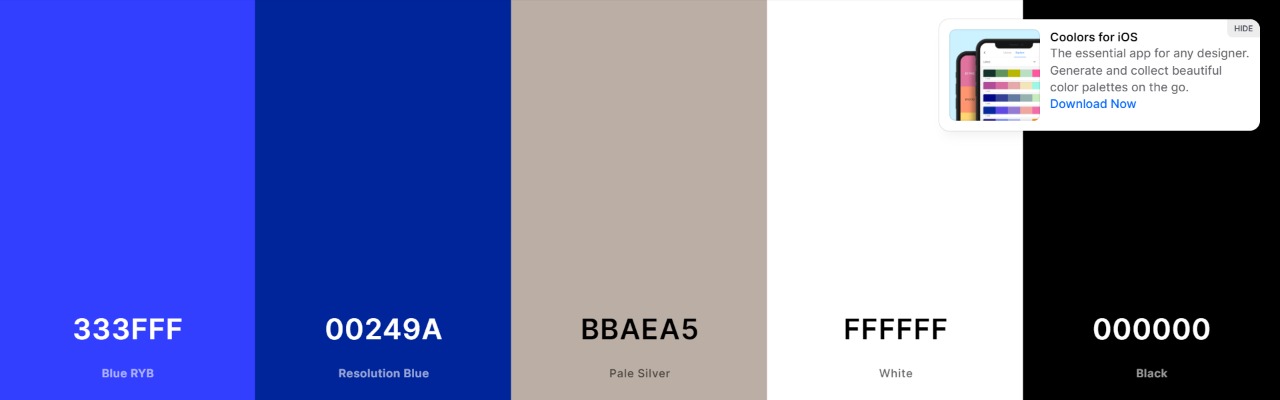 333FFF
Blue RYB
00249A
Resolution Blue
BBAEA5
Pale Silver
FFFFFF
White
000000
Black
HIDE
Coolors for iOS
The essential app for any designer.
Generate and collect beautiful
color palettes on the go.
Download Now